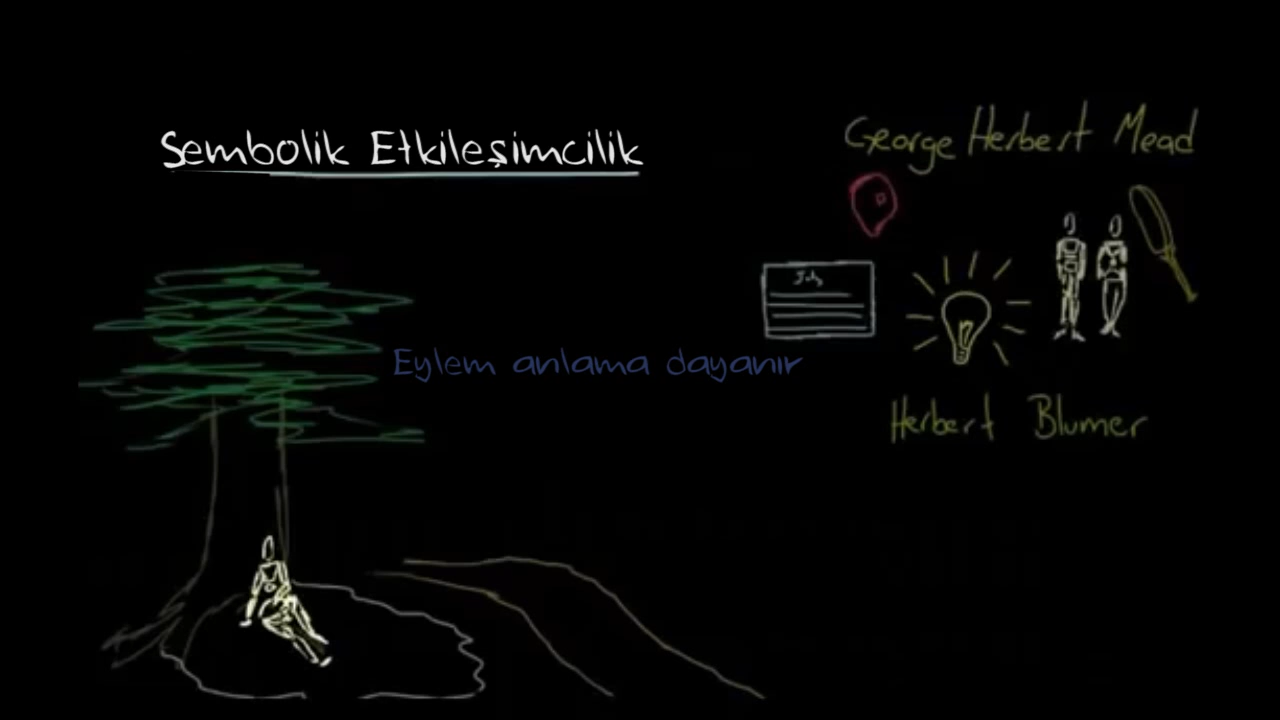 Sembolik Etkileşimcilik
George Herbert Mead
Eylem anlama dayanır
Herbert Blumer